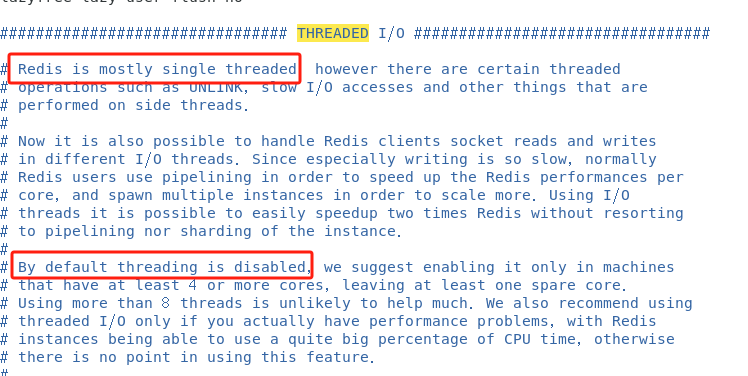 lazyfree-lazy-user-flush no
################################ THREADED I/O #################################
# Redis is mostly single threaded, however there are certain threaded
# operations such as UNLINK, slow I/O accesses and other things that are
# performed on side threads.
#
# Now it is also possible to handle Redis clients socket reads and writes
# in different I/O threads. Since especially writing is so slow, normally
# Redis users use pipelining in order to speed up the Redis performances per
# core, and spawn multiple instances in order to scale more. Using I/O
# threads it is possible to easily speedup two times Redis without resorting
# to pipelining nor sharding of the instance.
#
# By default threading is disabled, we suggest enabling it only in machines
# that have at least 4 or more cores, leaving at least one spare core.
# Using more than 8 threads is unlikely to help much. We also recommend using
# threaded I/O only if you actually have performance problems, with Redis
# instances being able to use a quite big percentage of CPU time, otherwise
# there is no point in using this feature.
#